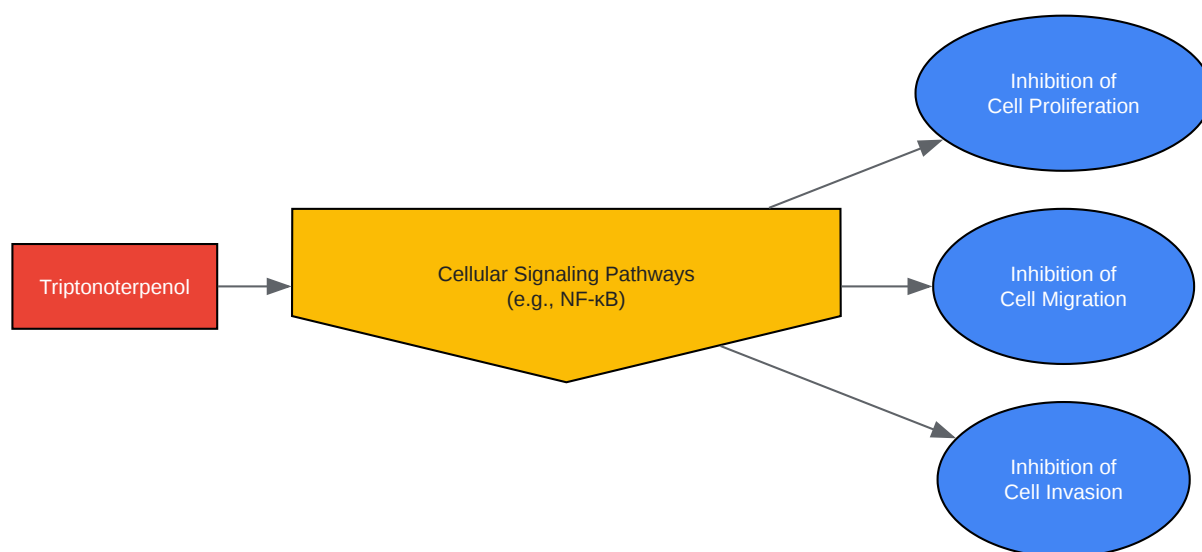 Triptonoterpenol
Cellular Signaling Pathways
(e.g., NF-κB)
Inhibition of
Cell Proliferation
Inhibition of
Cell Migration
Inhibition of
Cell Invasion